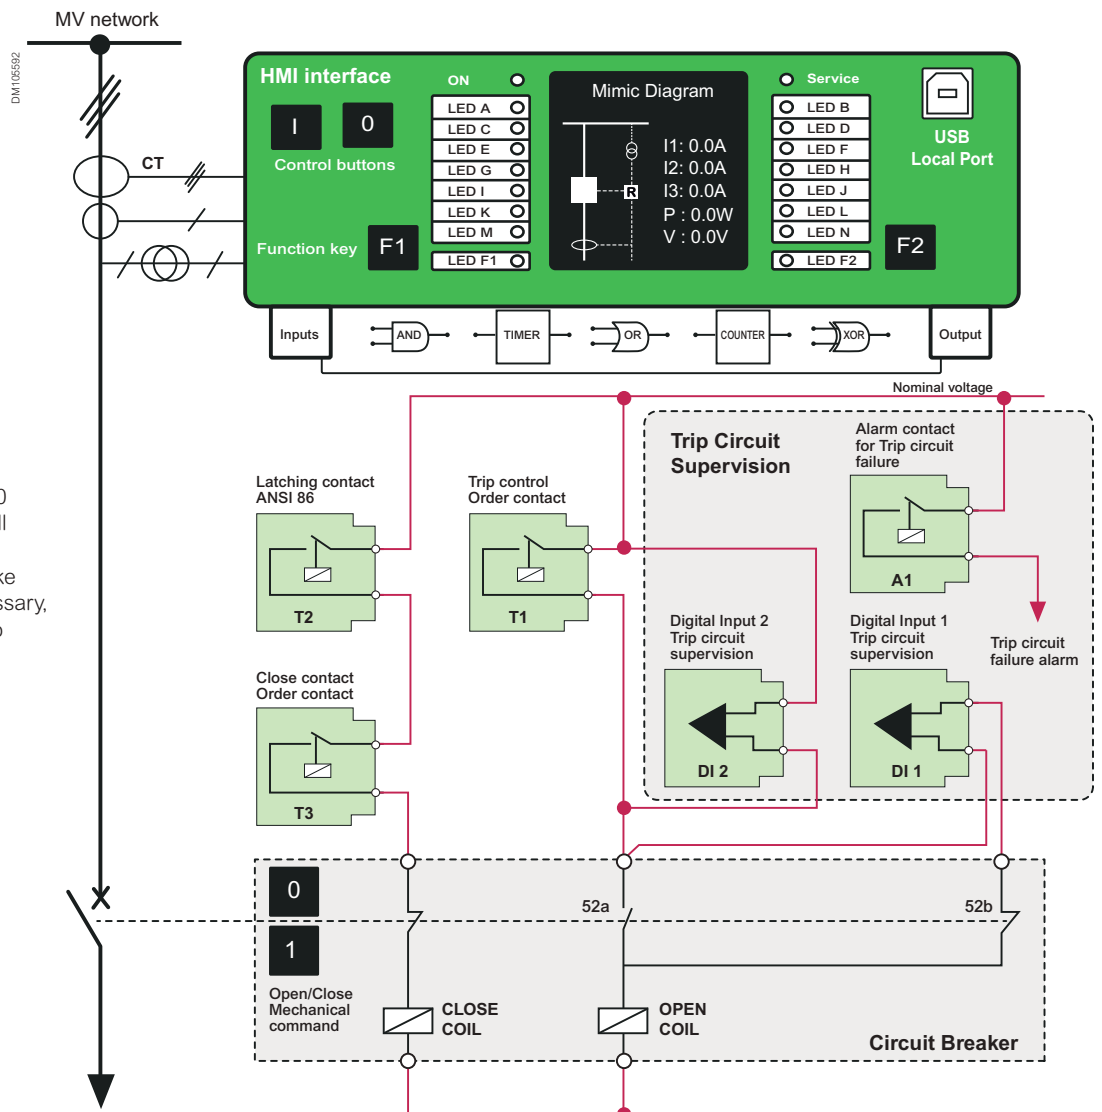 MV network
DM105592
HMI interface
ON
Service
Mimic Diagram
I
0
Control buttons
LED A
LED C
LED E
LED G
LED I
LED K
LED M
LED F1
I1: 0.0A
I2: 0.0A
I3: 0.0A
P : 0.0W
V : 0.0V
R
LED B
LED D
LED F
LED H
LED J
LED L
LED N
LED F2
USB
Local Port
CT
Function key
F1
F2
Inputs
AND
TIMER
OR
COUNTER
XOR
Output
Nominal voltage
Trip Circuit
Supervision
Alarm contact
for Trip circuit
failure
A1
Latching contact
ANSI 86
T2
Trip control
Order contact
T1
Digital Input 2
Trip circuit
supervision
DI 2
Digital Input 1
Trip circuit
supervision
DI 1
Trip circuit
failure alarm
Close contact
Order contact
T3
0
1
Open/Close
Mechanical
command
52a
52b
CLOSE
COIL
OPEN
COIL
Circuit Breaker